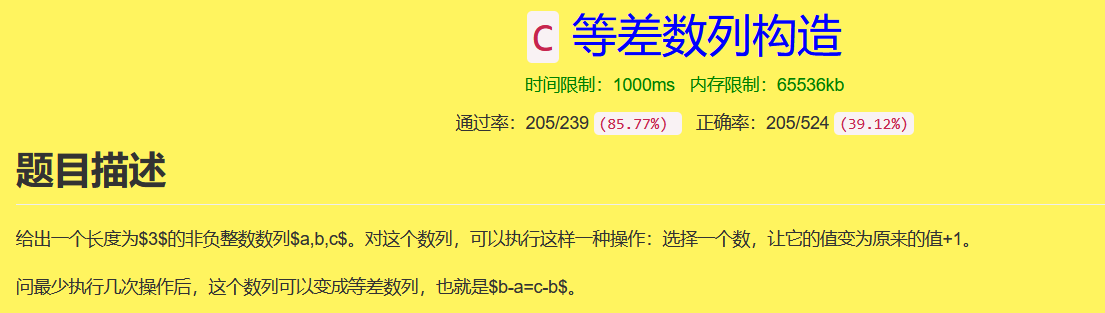 C 等差数列构造
时间限制：1000ms 内存限制：65536kb
通过率：205/239 (85.77%) 正确率：205/524 (39.12%)
题目描述
给出一个长度为$3$的非负整数数列$a,b,c$。对这个数列，可以执行这样一种操作：选择一个数，让它的值变为原来的值+1。
问最少执行几次操作后，这个数列可以变成等差数列，也就是$b-a=c-b$。